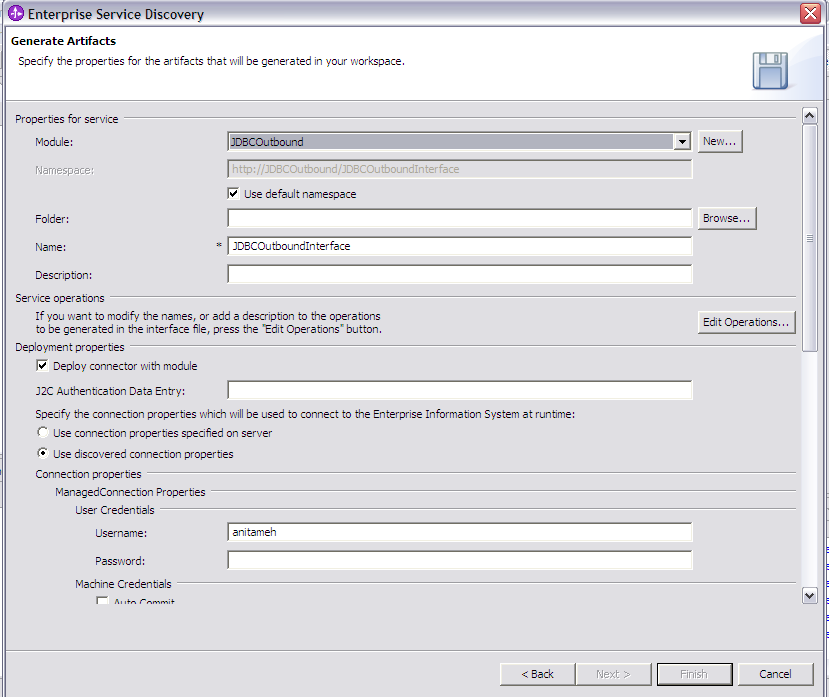 Enterprise Service Discovery
Generate Artifacts
Specify the properties for the artifacts that will be generated in your workspace.
Properties for service
Module: JDBCOutbound New...
Namespace: http://JDBCOutbound/JDBCOutboundInterface
Use default namespace
Folder: Browse...
Name: * JDBCOutboundInterface
Description:
Service operations
If you want to modify the names, or add a description to the operations
to be generated in the interface file, press the "Edit Operations" button.
Edit Operations...
Deployment properties
Deploy connector with module
J2C Authentication Data Entry:
Specify the connection properties which will be used to connect to the Enterprise Information System at runtime:
Use connection properties specified on server
Use discovered connection properties
Connection properties
ManagedConnection Properties
User Credentials
Username: anitameh
Password:
Machine Credentials
Auto Commit
< Back Next > Finish Cancel